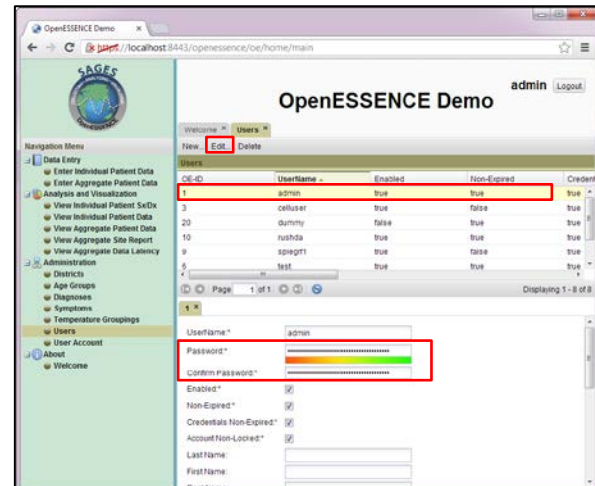 OpenESSENCE Demo
https://localhost:8443/openessence/oe/home/main
SAGES
OpenESSENCE
admin Logout
OpenESSENCE Demo
Welcome Users
Navigation Menu
Data Entry
Enter Individual Patient Data
Enter Aggregate Patient Data
Analysis and Visualization
View Individual Patient Sx/Dx
View Individual Patient Data
View Aggregate Patient Data
View Aggregate Site Report
View Aggregate Data Latency
Administration
Districts
Age Groups
Diagnoses
Symptoms
Temperature Groupings
Users
User Account
About
Welcome
New... Edit... Delete
Users
OE-ID UserName Enabled Non-Expired Credent
1 admin true true true
3 celluser true false true
20 dummy false true true
10 rushda true true true
9 spiegrf1 true false true
6 test true true true
Page 1 of 1 Displaying 1 - 8 of 8
1
UserName:* admin
Password:*
Confirm Password:*
Enabled:*
Non-Expired:*
Credentials Non-Expired:*
Account Non-Locked:*
Last Name:
First Name: